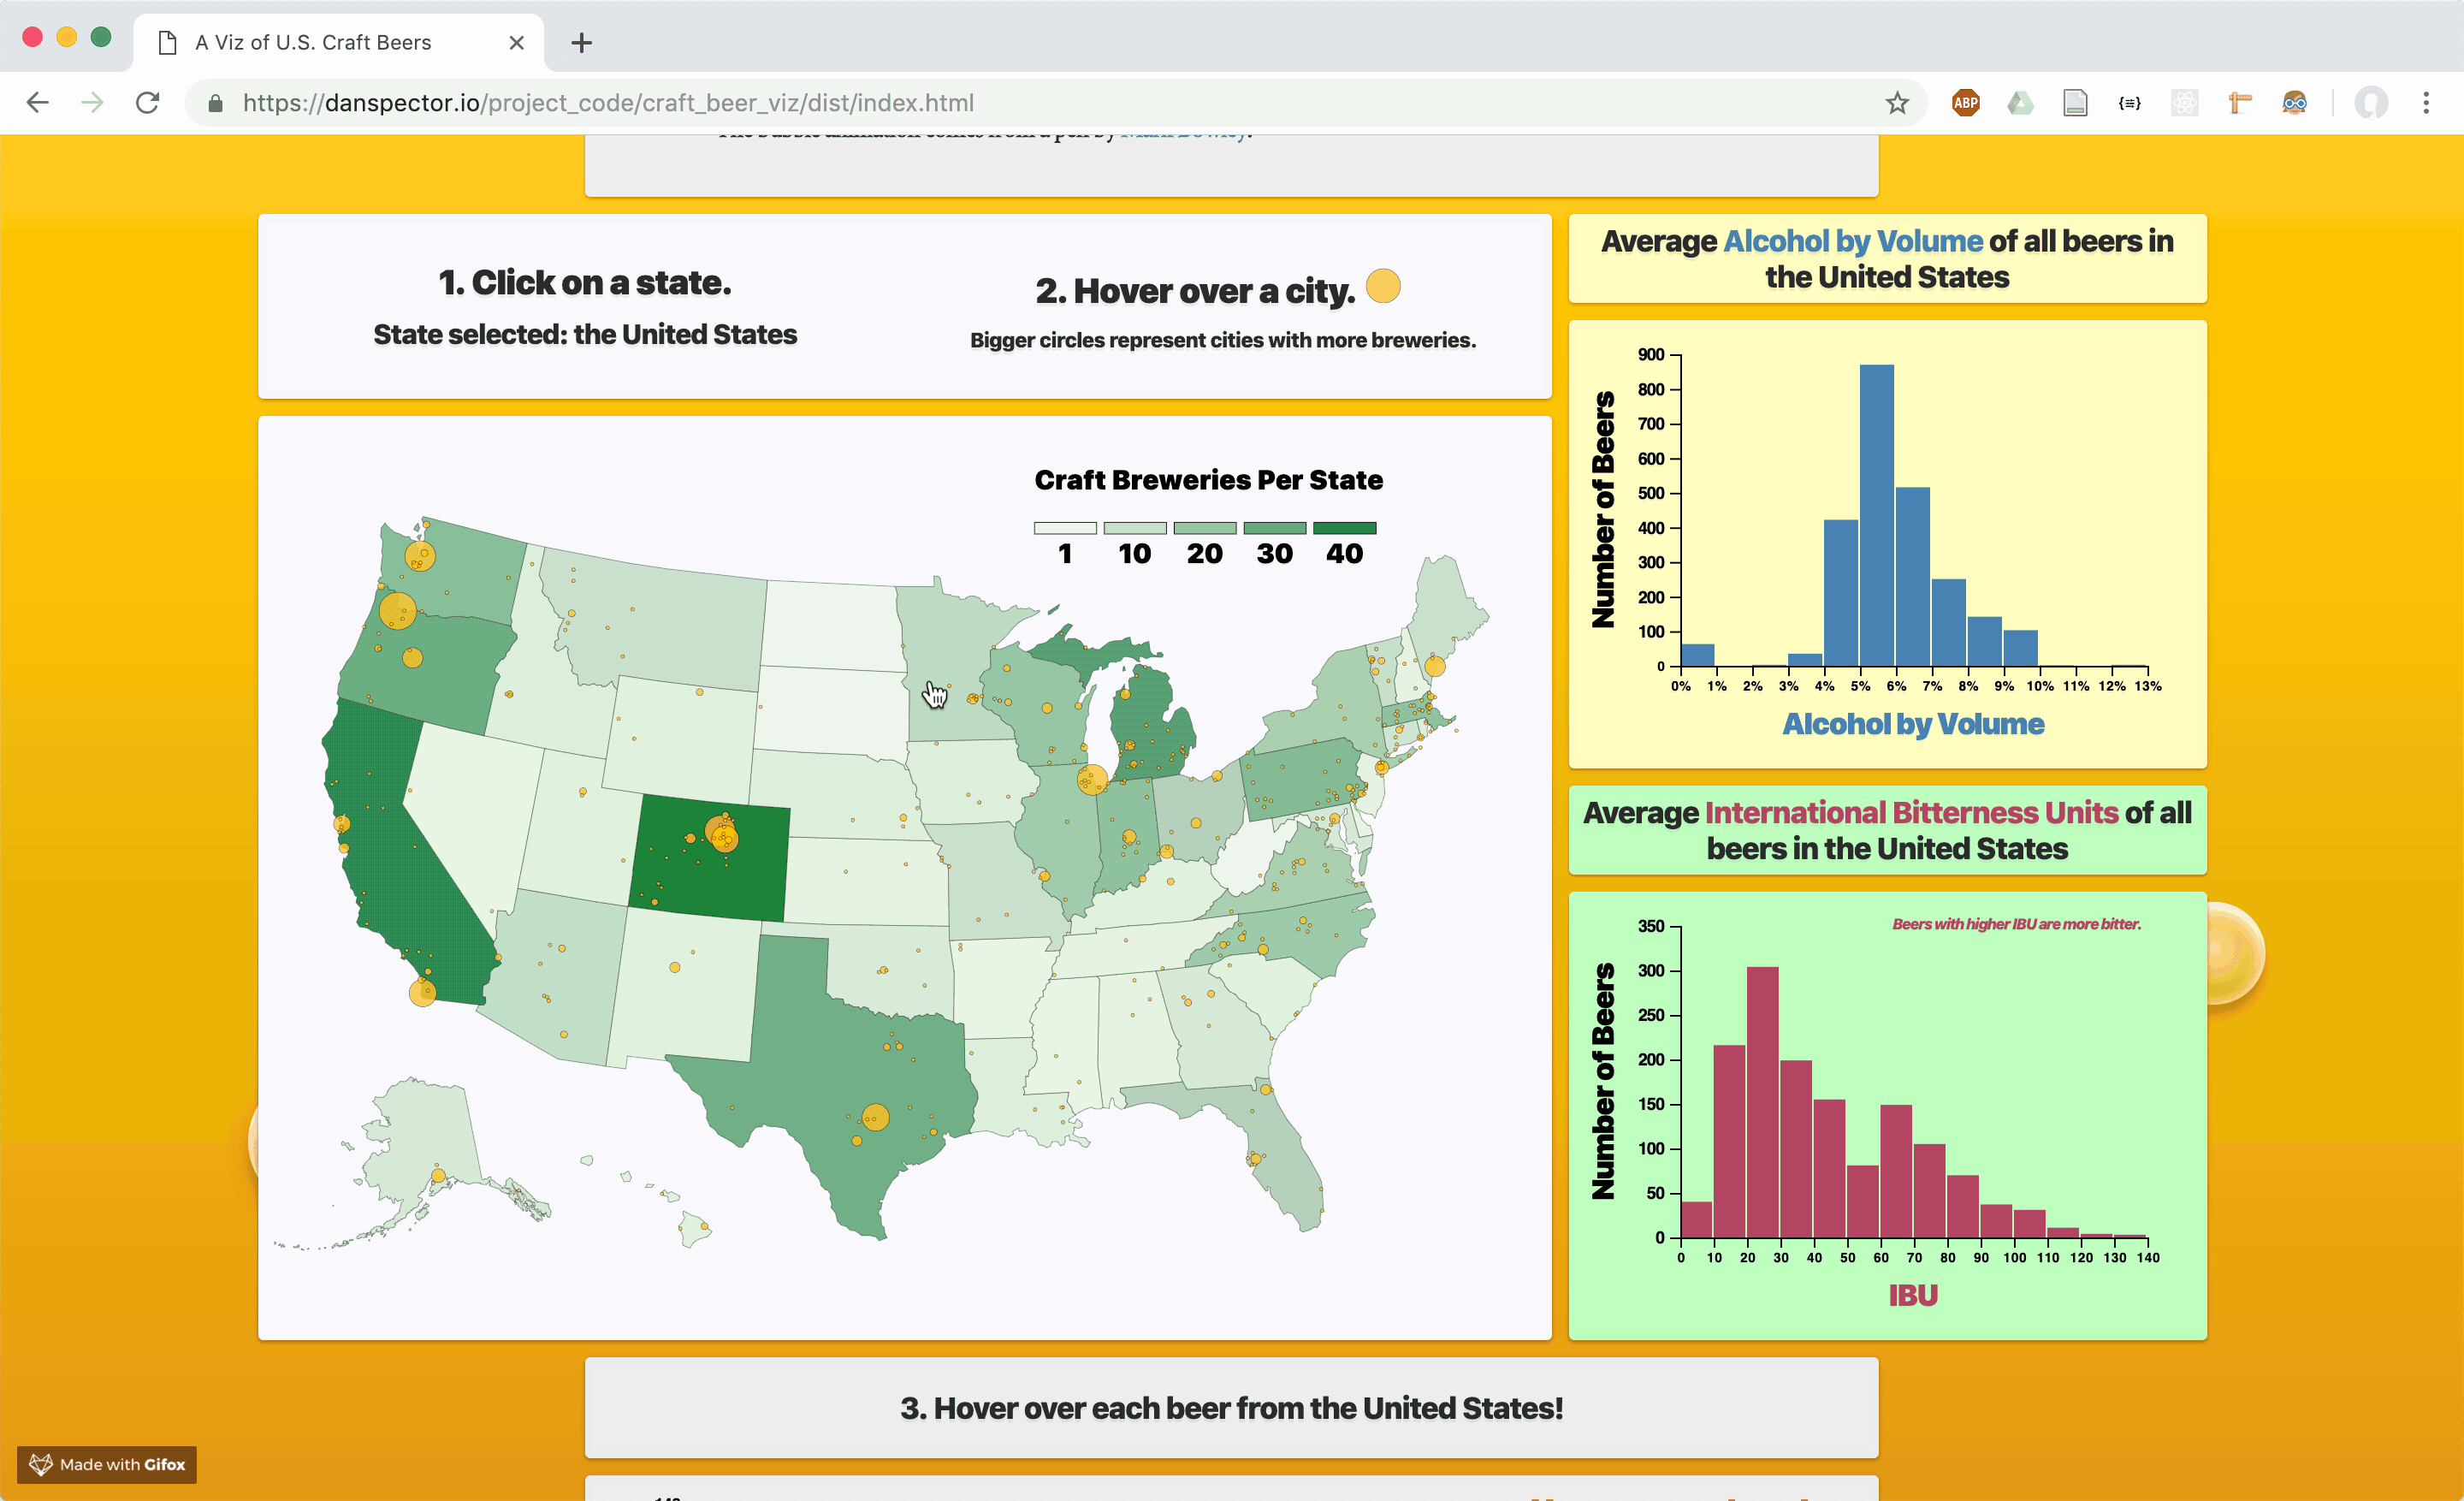 A Viz of U.S. Craft Beers
https://danspector.io/project_code/craft_beer_viz/dist/index.html
ABP
{≡}
1. Click on a state.
State selected: the United States
2. Hover over a city.
Bigger circles represent cities with more breweries.
Craft Breweries Per State
1 10 20 30 40
Average Alcohol by Volume of all beers in
the United States
Number of Beers
900
800
700
600
500
400
300
200
100
0
0% 1% 2% 3% 4% 5% 6% 7% 8% 9% 10% 11% 12% 13%
Alcohol by Volume
Average International Bitterness Units of all
beers in the United States
Beers with higher IBU are more bitter.
Number of Beers
350
300
250
200
150
100
50
0
0 10 20 30 40 50 60 70 80 90 100 110 120 130 140
IBU
3. Hover over each beer from the United States!
Made with Gifox